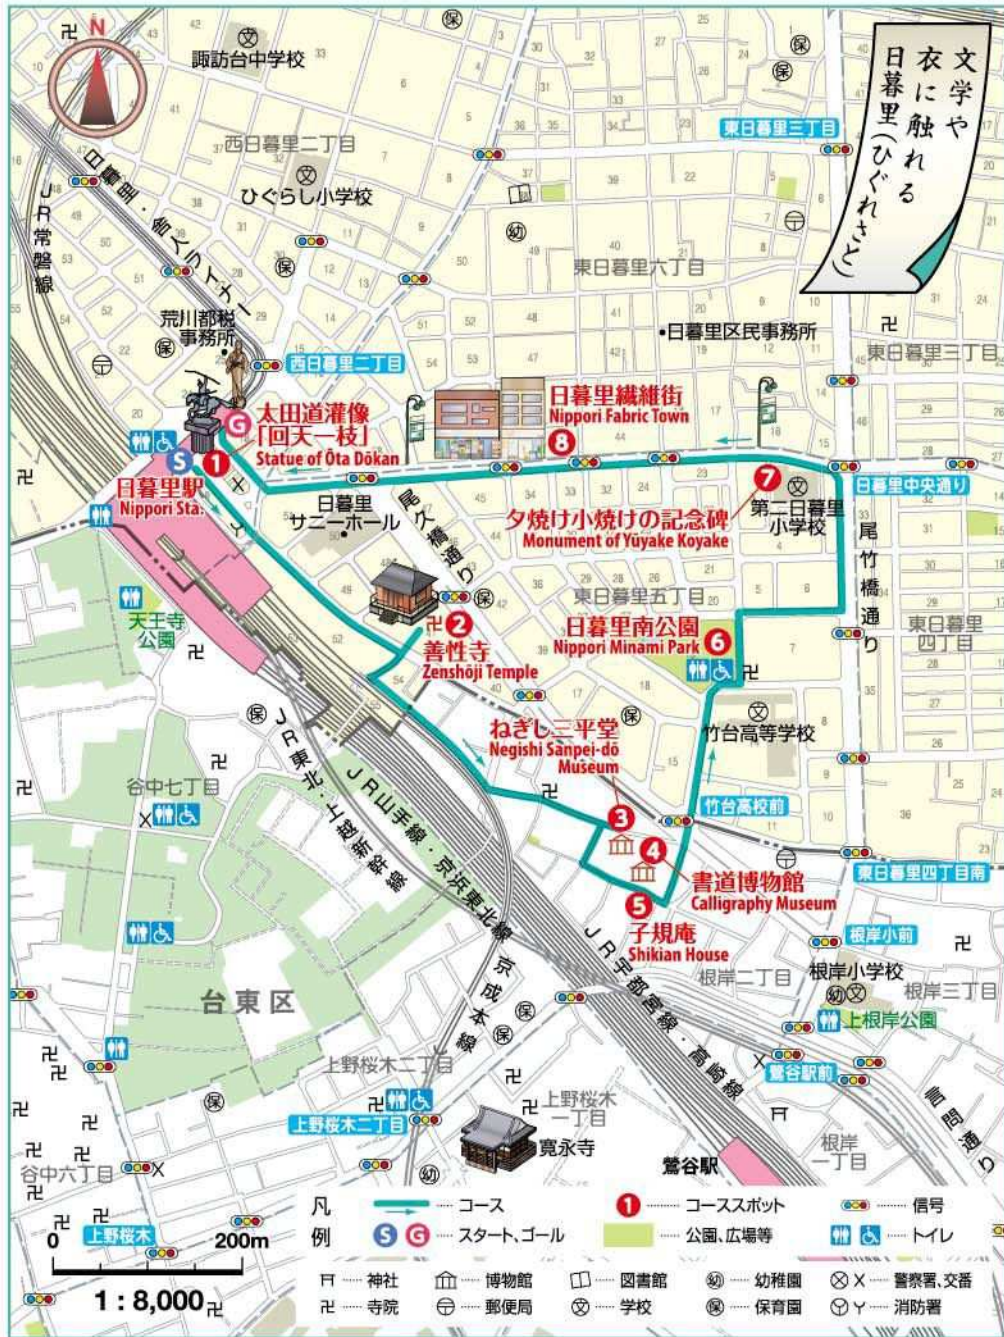 文学や
衣に触れる
日暮里(ひぐれさと)
N
諏訪台中学校
西日暮里二丁目
ひぐらし小学校
日暮里・舎人ライナー
JR常磐線
荒川都税
事務所
西日暮里二丁目
東日暮里三丁目
東日暮里六丁目
日暮里区民事務所
東日暮里三丁目
太田道灌像
「回天一枝」
Statue of Ōta Dōkan
G
S
1
日暮里駅
Nippori Sta.
日暮里繊維街
Nippori Fabric Town
8
日暮里
サニーホール
尾久橋通り
7
第二日暮里
小学校
夕焼け小焼けの記念碑
Monument of Yūyake Koyake
日暮里中央通り
尾竹橋通り
東日暮里五丁目
東日暮里
四丁目
日暮里南公園
Nippori Minami Park
6
天王寺
公園
2
善性寺
Zenshōji Temple
ねぎし三平堂
Negishi Sanpei-dō
Museum
3
竹台高等学校
竹台高校前
谷中七丁目
JR東北・上越新幹線
JR山手線・京浜東北線
4
書道博物館
Calligraphy Museum
5
子規庵
Shikian House
東日暮里四丁目南
根岸小前
根岸小学校
根岸二丁目
根岸三丁目
上根岸公園
JR宇都宮線・高崎線
京成本線
台東区
上野桜木二丁目
上野桜木二丁目
上野桜木
一丁目
寛永寺
鶯谷駅前
鶯谷駅
根岸
一丁目
言問通り
谷中六丁目
上野桜木
0 200m
1:8,000
凡例
コース
1 コーススポット
信号
S G スタート、ゴール
公園、広場等
トイレ
神社
博物館
図書館
幼 幼稚園
警察署、交番
寺院
郵便局
文 学校
保 保育園
消防署